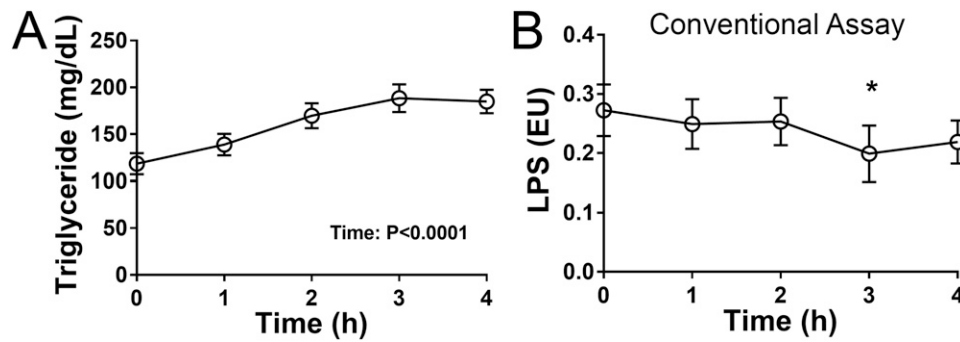 A
Triglyceride (mg/dL)
250
200
150
100
50
0
Time: P<0.0001
0 1 2 3 4
Time (h)
B
Conventional Assay
LPS (EU)
0.4
0.3
0.2
0.1
0.0
*
0 1 2 3 4
Time (h)